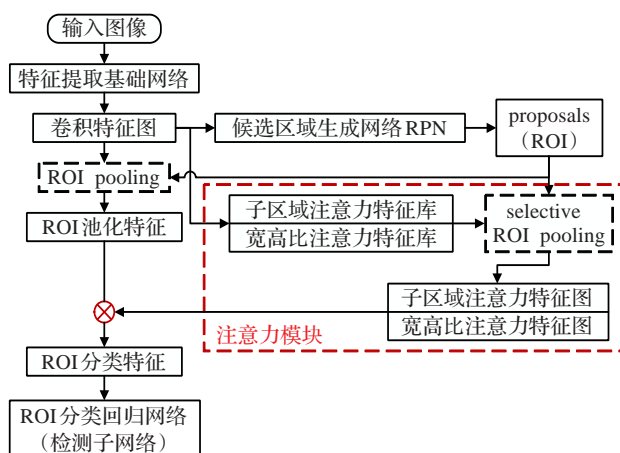 输入图像
特征提取基础网络
卷积特征图
候选区域生成网络RPN
proposals
（ROI）
ROI pooling
ROI池化特征
子区域注意力特征库
宽高比注意力特征库
selective
ROI pooling
子区域注意力特征图
宽高比注意力特征图
注意力模块
ROI分类特征
ROI分类回归网络
（检测子网络）